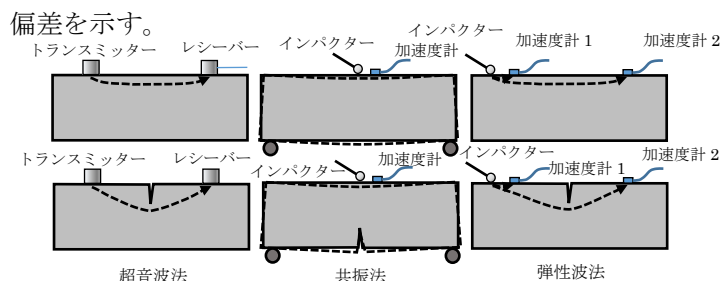 偏差を示す。
トランスミッター レシーバー インパクター 加速度計 インパクター 加速度計 1 加速度計 2
トランスミッター レシーバー インパクター 加速度計 インパクター 加速度計 1 加速度計 2
超音波法 共振法 弾性波法